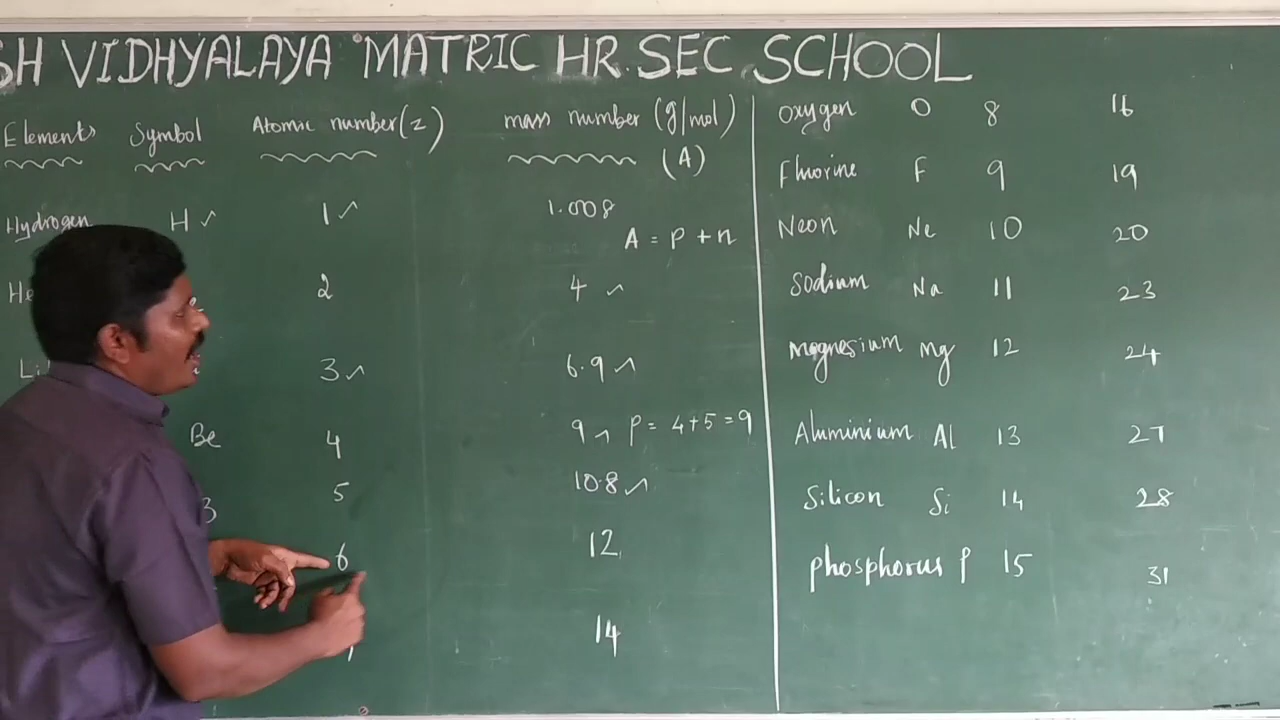 SH VIDHYALAYA MATRIC HR. SEC SCHOOL
Elements Symbol Atomic number(z) mass number (g/mol)
(A)
Hydrogen H ✓ 1 ✓ 1.008
A = P + n
He 2 4 ✓
Li 3 ✓ 6.9 ✓
Be 4 9 ✓ P = 4+5 = 9
5 10.8 ✓
6 12
14
Oxygen O 8 16
Fluorine F 9 19
Neon Ne 10 20
Sodium Na 11 23
Magnesium Mg 12 24
Aluminium Al 13 27
Silicon Si 14 28
phosphorus P 15 31